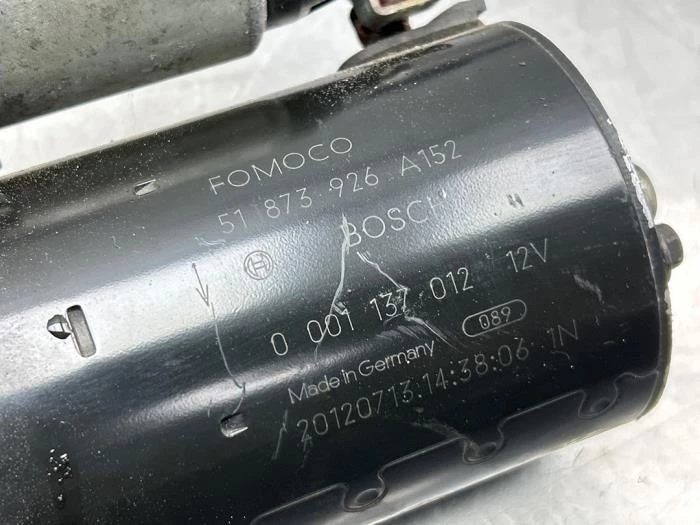 FOMOCO
51 873 926 A152
BOSCH
0 001 137 012 12V
Made in Germany 089
20120713.14:38:06 1N